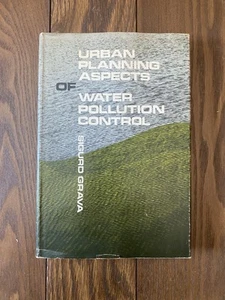 URBAN
PLANNING
ASPECTS
OF WATER
POLLUTION
CONTROL
SIGURD GRAVA